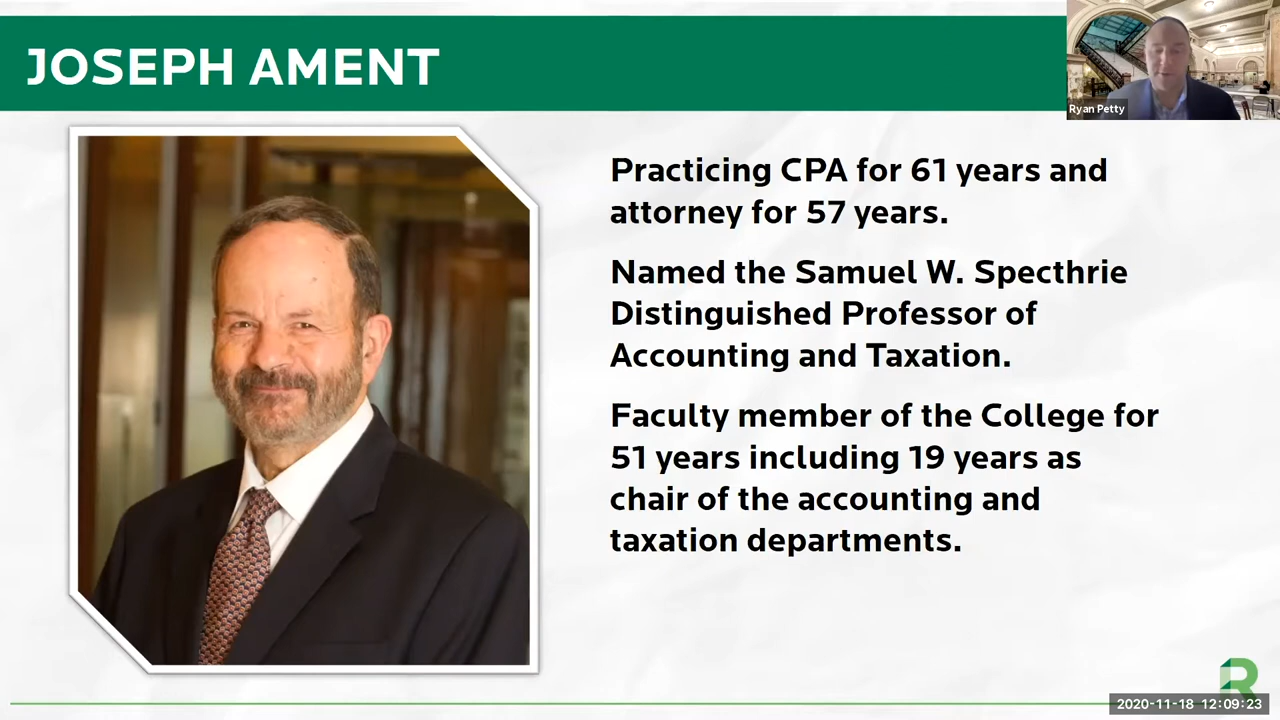 JOSEPH AMENT
Ryan Petty
Practicing CPA for 61 years and
attorney for 57 years.
Named the Samuel W. Specthrie
Distinguished Professor of
Accounting and Taxation.
Faculty member of the College for
51 years including 19 years as
chair of the accounting and
taxation departments.
R
2020-11-18 12:09:23